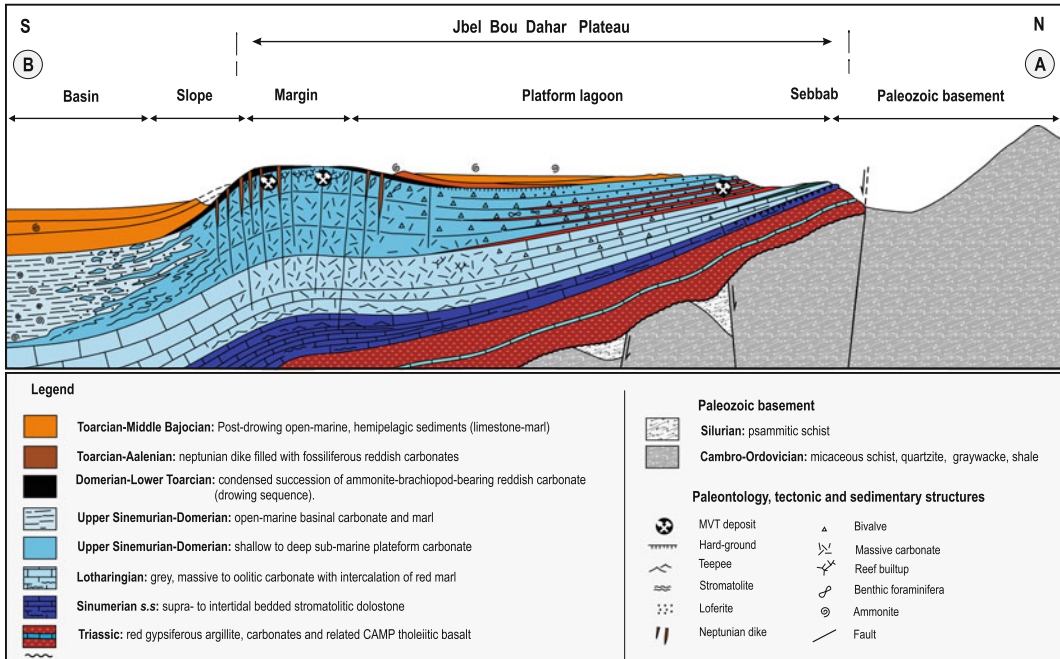 S
N
Jbel Bou Dahar Plateau
B
A
Basin
Slope
Margin
Platform lagoon
Sebbab
Paleozoic basement
Legend
Toarcian-Middle Bajocian: Post-drowing open-marine, hemipelagic sediments (limestone-marl)
Toarcian-Aalenian: neptunian dike filled with fossiliferous reddish carbonates
Domerian-Lower Toarcian: condensed succession of ammonite-brachiopod-bearing reddish carbonate
(drowing sequence).
Upper Sinemurian-Domerian: open-marine basinal carbonate and marl
Upper Sinemurian-Domerian: shallow to deep sub-marine plateform carbonate
Lotharingian: grey, massive to oolitic carbonate with intercalation of red marl
Sinumerian s.s: supra- to intertidal bedded stromatolitic dolostone
Triassic: red gypsiferous argillite, carbonates and related CAMP tholeiitic basalt
Paleozoic basement
Silurian: psammitic schist
Cambro-Ordovician: micaceous schist, quartzite, graywacke, shale
Paleontology, tectonic and sedimentary structures
MVT deposit
Hard-ground
Teepee
Stromatolite
Loferite
Neptunian dike
Bivalve
Massive carbonate
Reef builtup
Benthic foraminifera
Ammonite
Fault